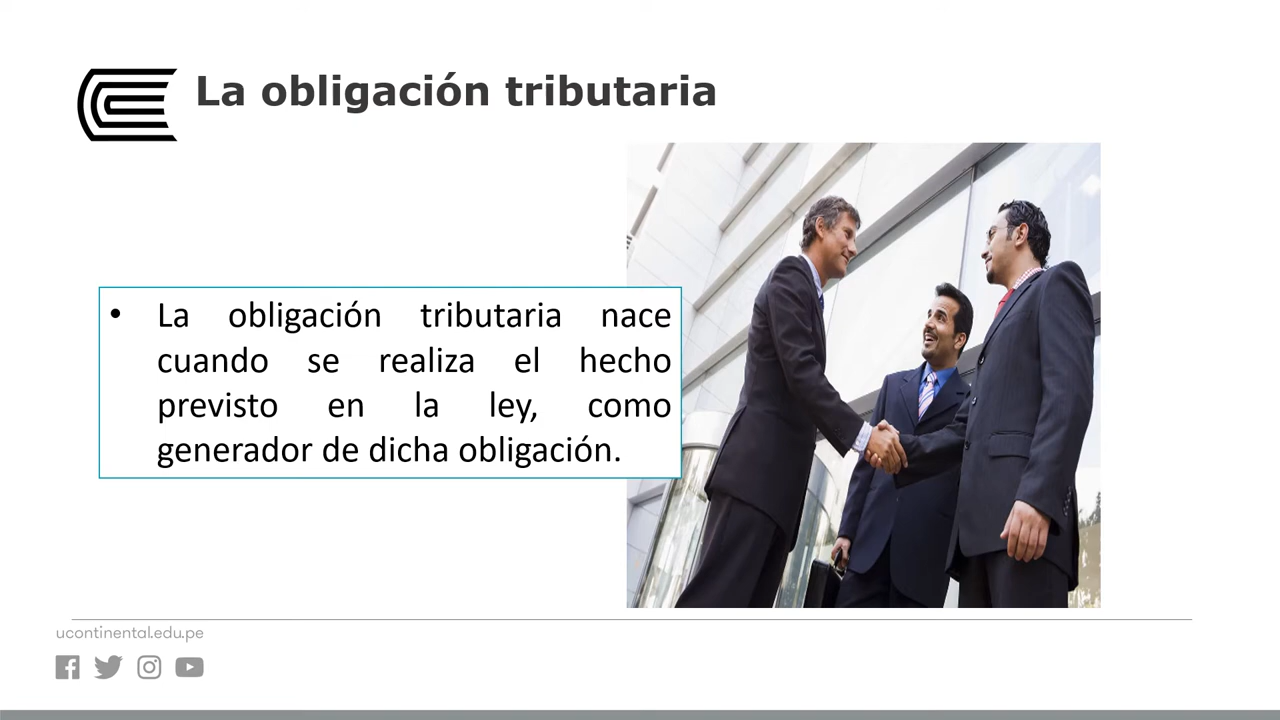 La obligación tributaria
• La obligación tributaria nace
cuando se realiza el hecho
previsto en la ley, como
generador de dicha obligación.
ucontinental.edu.pe